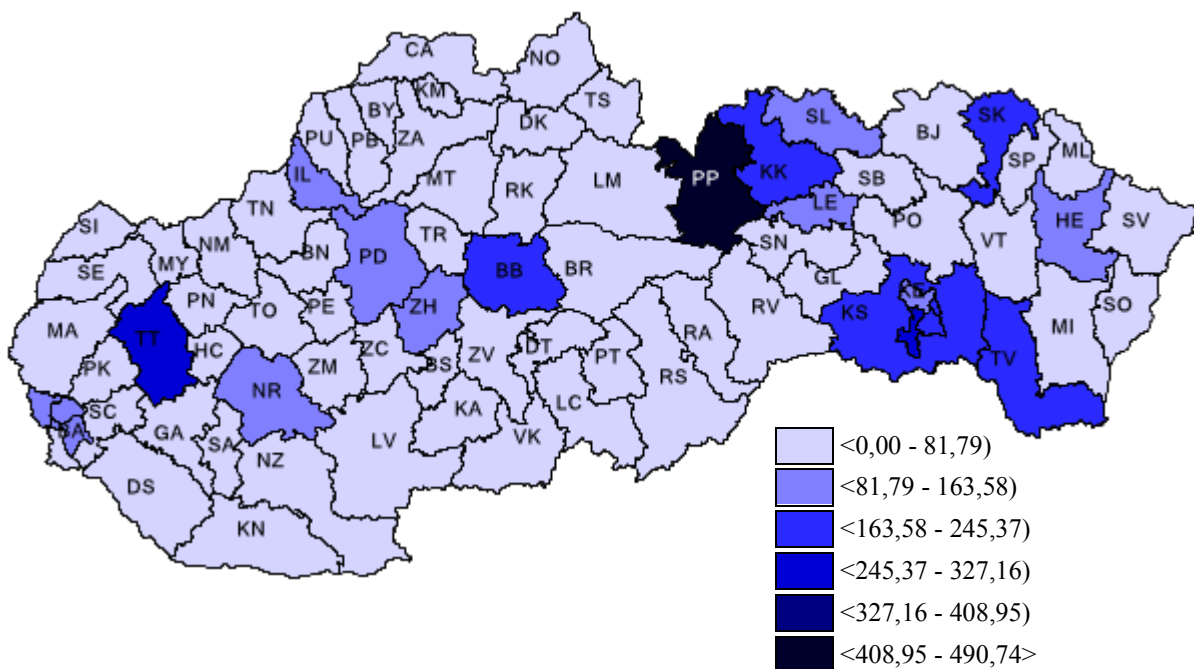 CA
NO
KM
TS
BY
PU
PB
ZA
DK
SL
BJ
SK
SP
ML
IL
MT
RK
LM
PP
KK
SB
LE
TN
SI
NM
BN
PD
TR
SN
PO
VT
HE
SV
SE
MY
BB
BR
GL
PN
TO
PE
ZH
RV
KS
SO
MA
TT
HC
ZM
ZC
BS
ZV
DT
PT
RA
TV
MI
PK
NR
RS
SC
BA
GA
SA
KA
LC
LV
VK
NZ
DS
KN
<0,00 - 81,79)
<81,79 - 163,58)
<163,58 - 245,37)
<245,37 - 327,16)
<327,16 - 408,95)
<408,95 - 490,74>